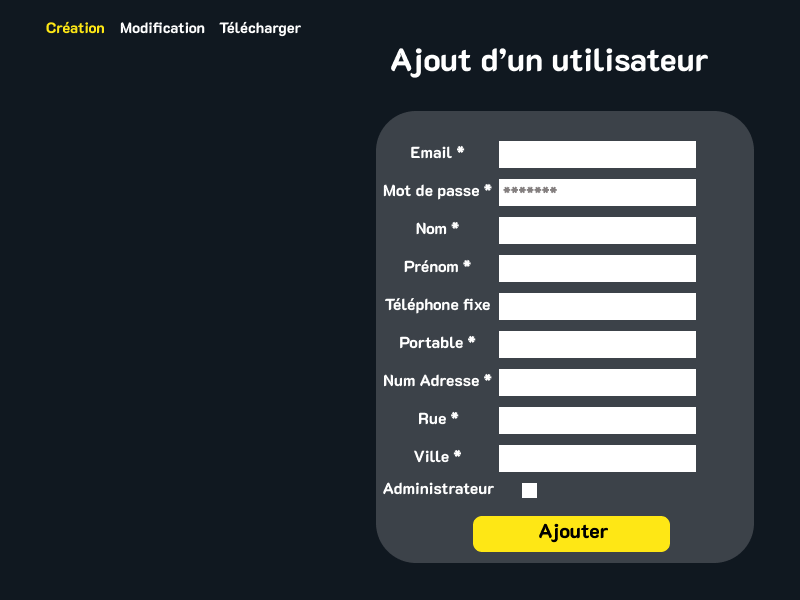 Création Modification Télécharger
Ajout d’un utilisateur
Email *
Mot de passe * *******
Nom *
Prénom *
Téléphone fixe
Portable *
Num Adresse *
Rue *
Ville *
Administrateur
Ajouter